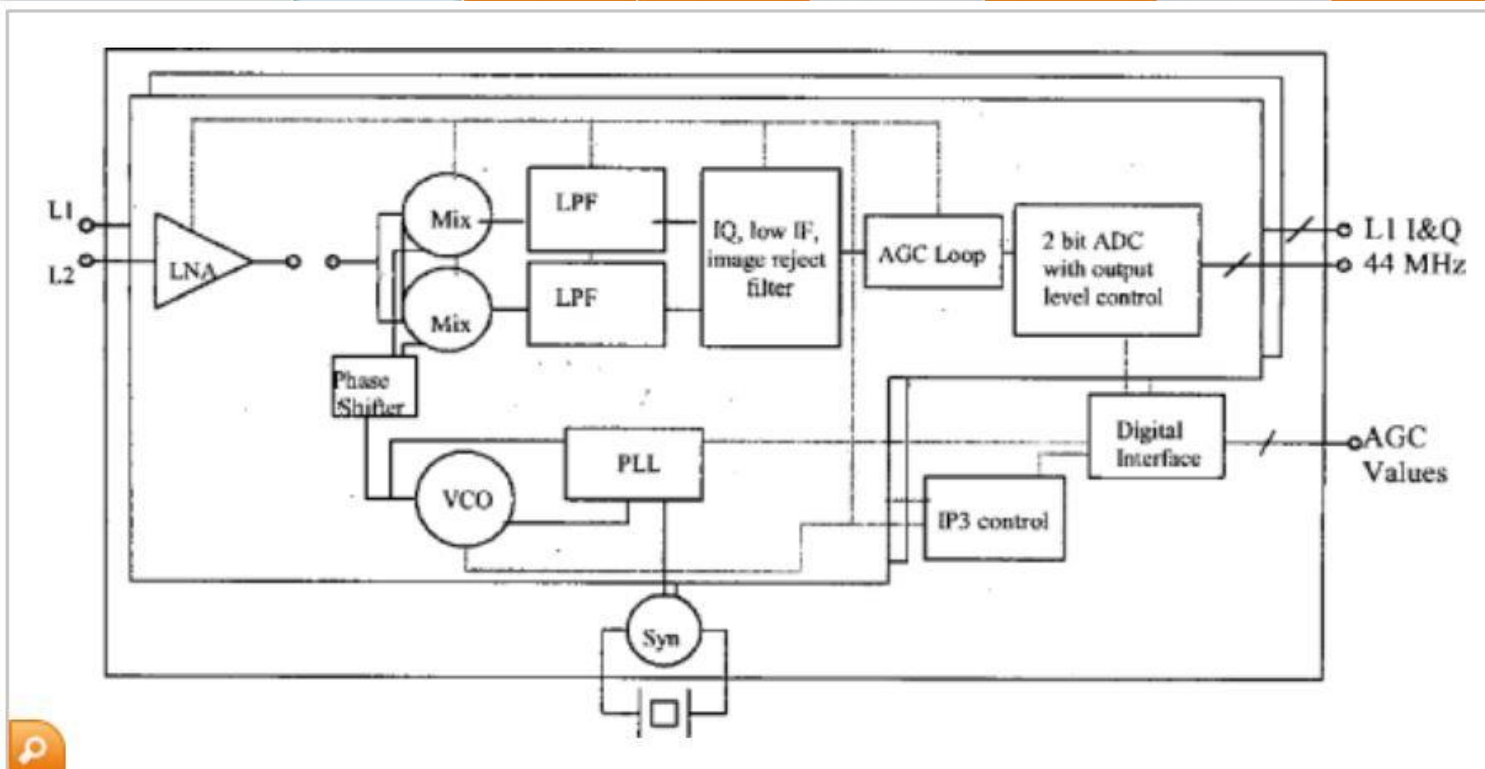 L1
L2
LNA
Mix
Mix
LPF
LPF
IQ, low IF,
image reject
filter
AGC Loop
2 bit ADC
with output
level control
L1 I&Q
44 MHz
Phase
Shifter
VCO
PLL
Digital
Interface
IP3 control
AGC
Values
Syn